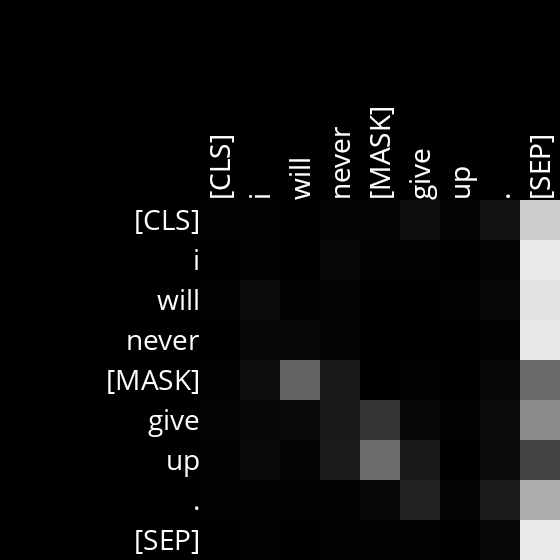 [CLS] i will never [MASK] give up . [SEP]
[CLS]
i
will
never
[MASK]
give
up
.
[SEP]